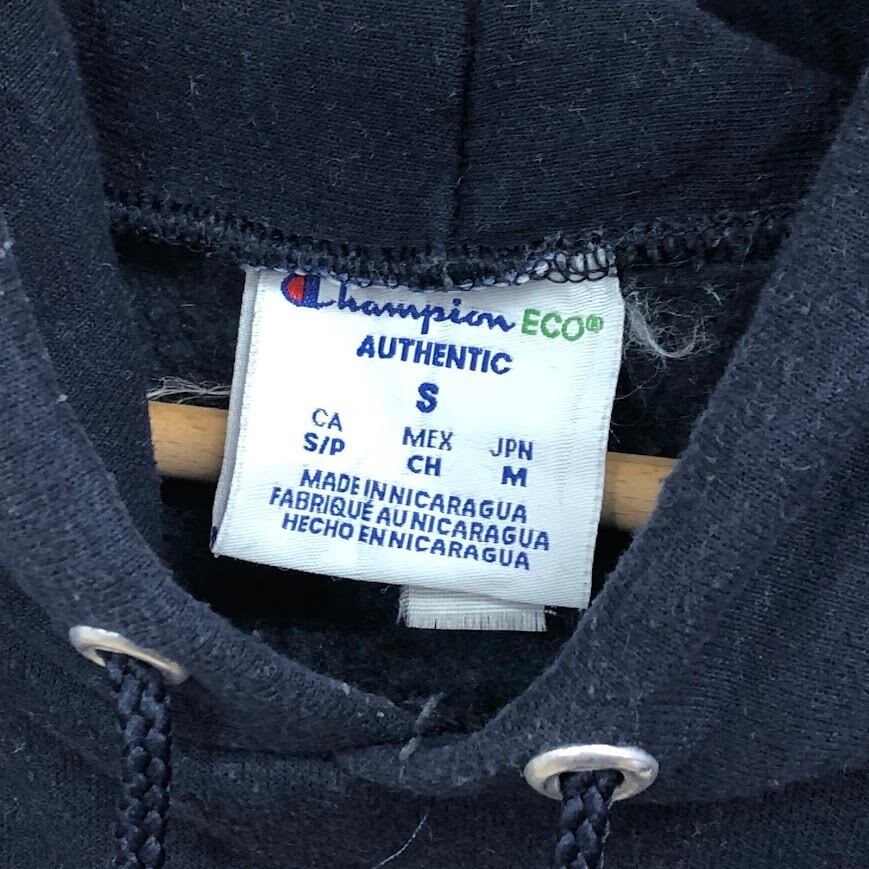 Champion ECO®
AUTHENTIC
S
CA MEX JPN
S/P CH M
MADE IN NICARAGUA
FABRIQUÉ AU NICARAGUA
HECHO EN NICARAGUA